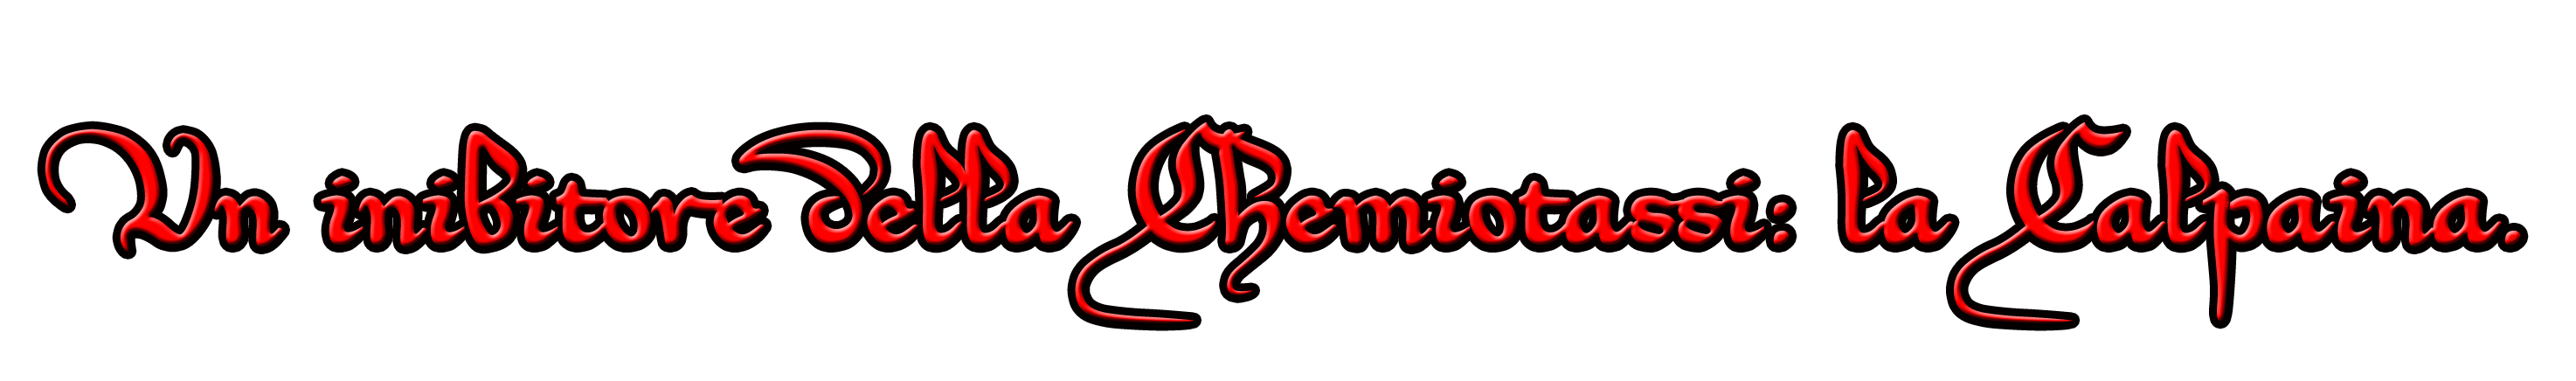 Un inibitore della Chemiotassi: la Calpaina.